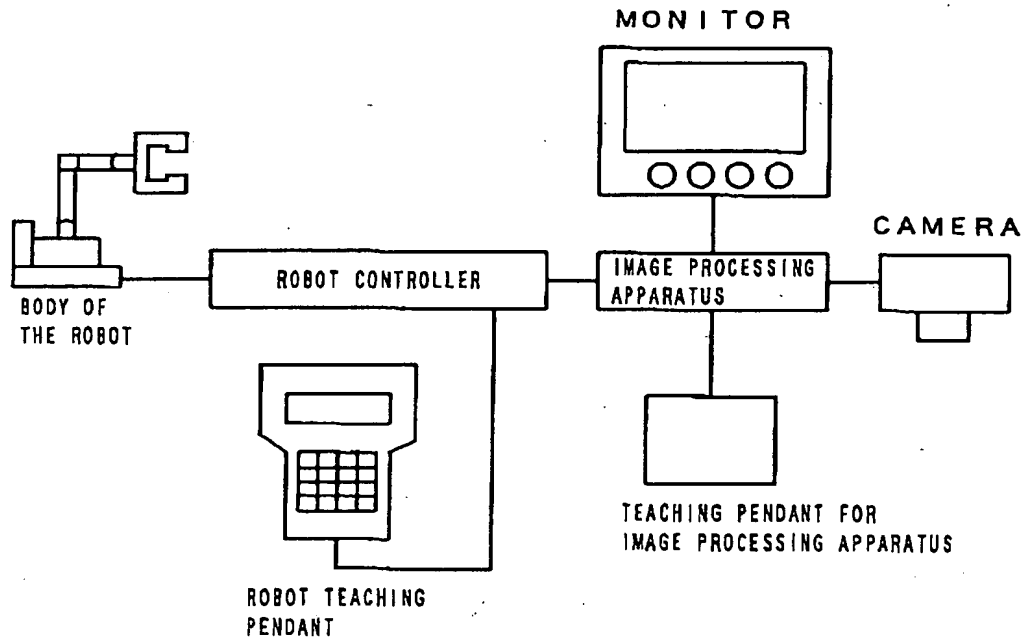 MONITOR
CAMERA
ROBOT CONTROLLER
IMAGE PROCESSING
APPARATUS
BODY OF
THE ROBOT
TEACHING PENDANT FOR
IMAGE PROCESSING APPARATUS
ROBOT TEACHING
PENDANT